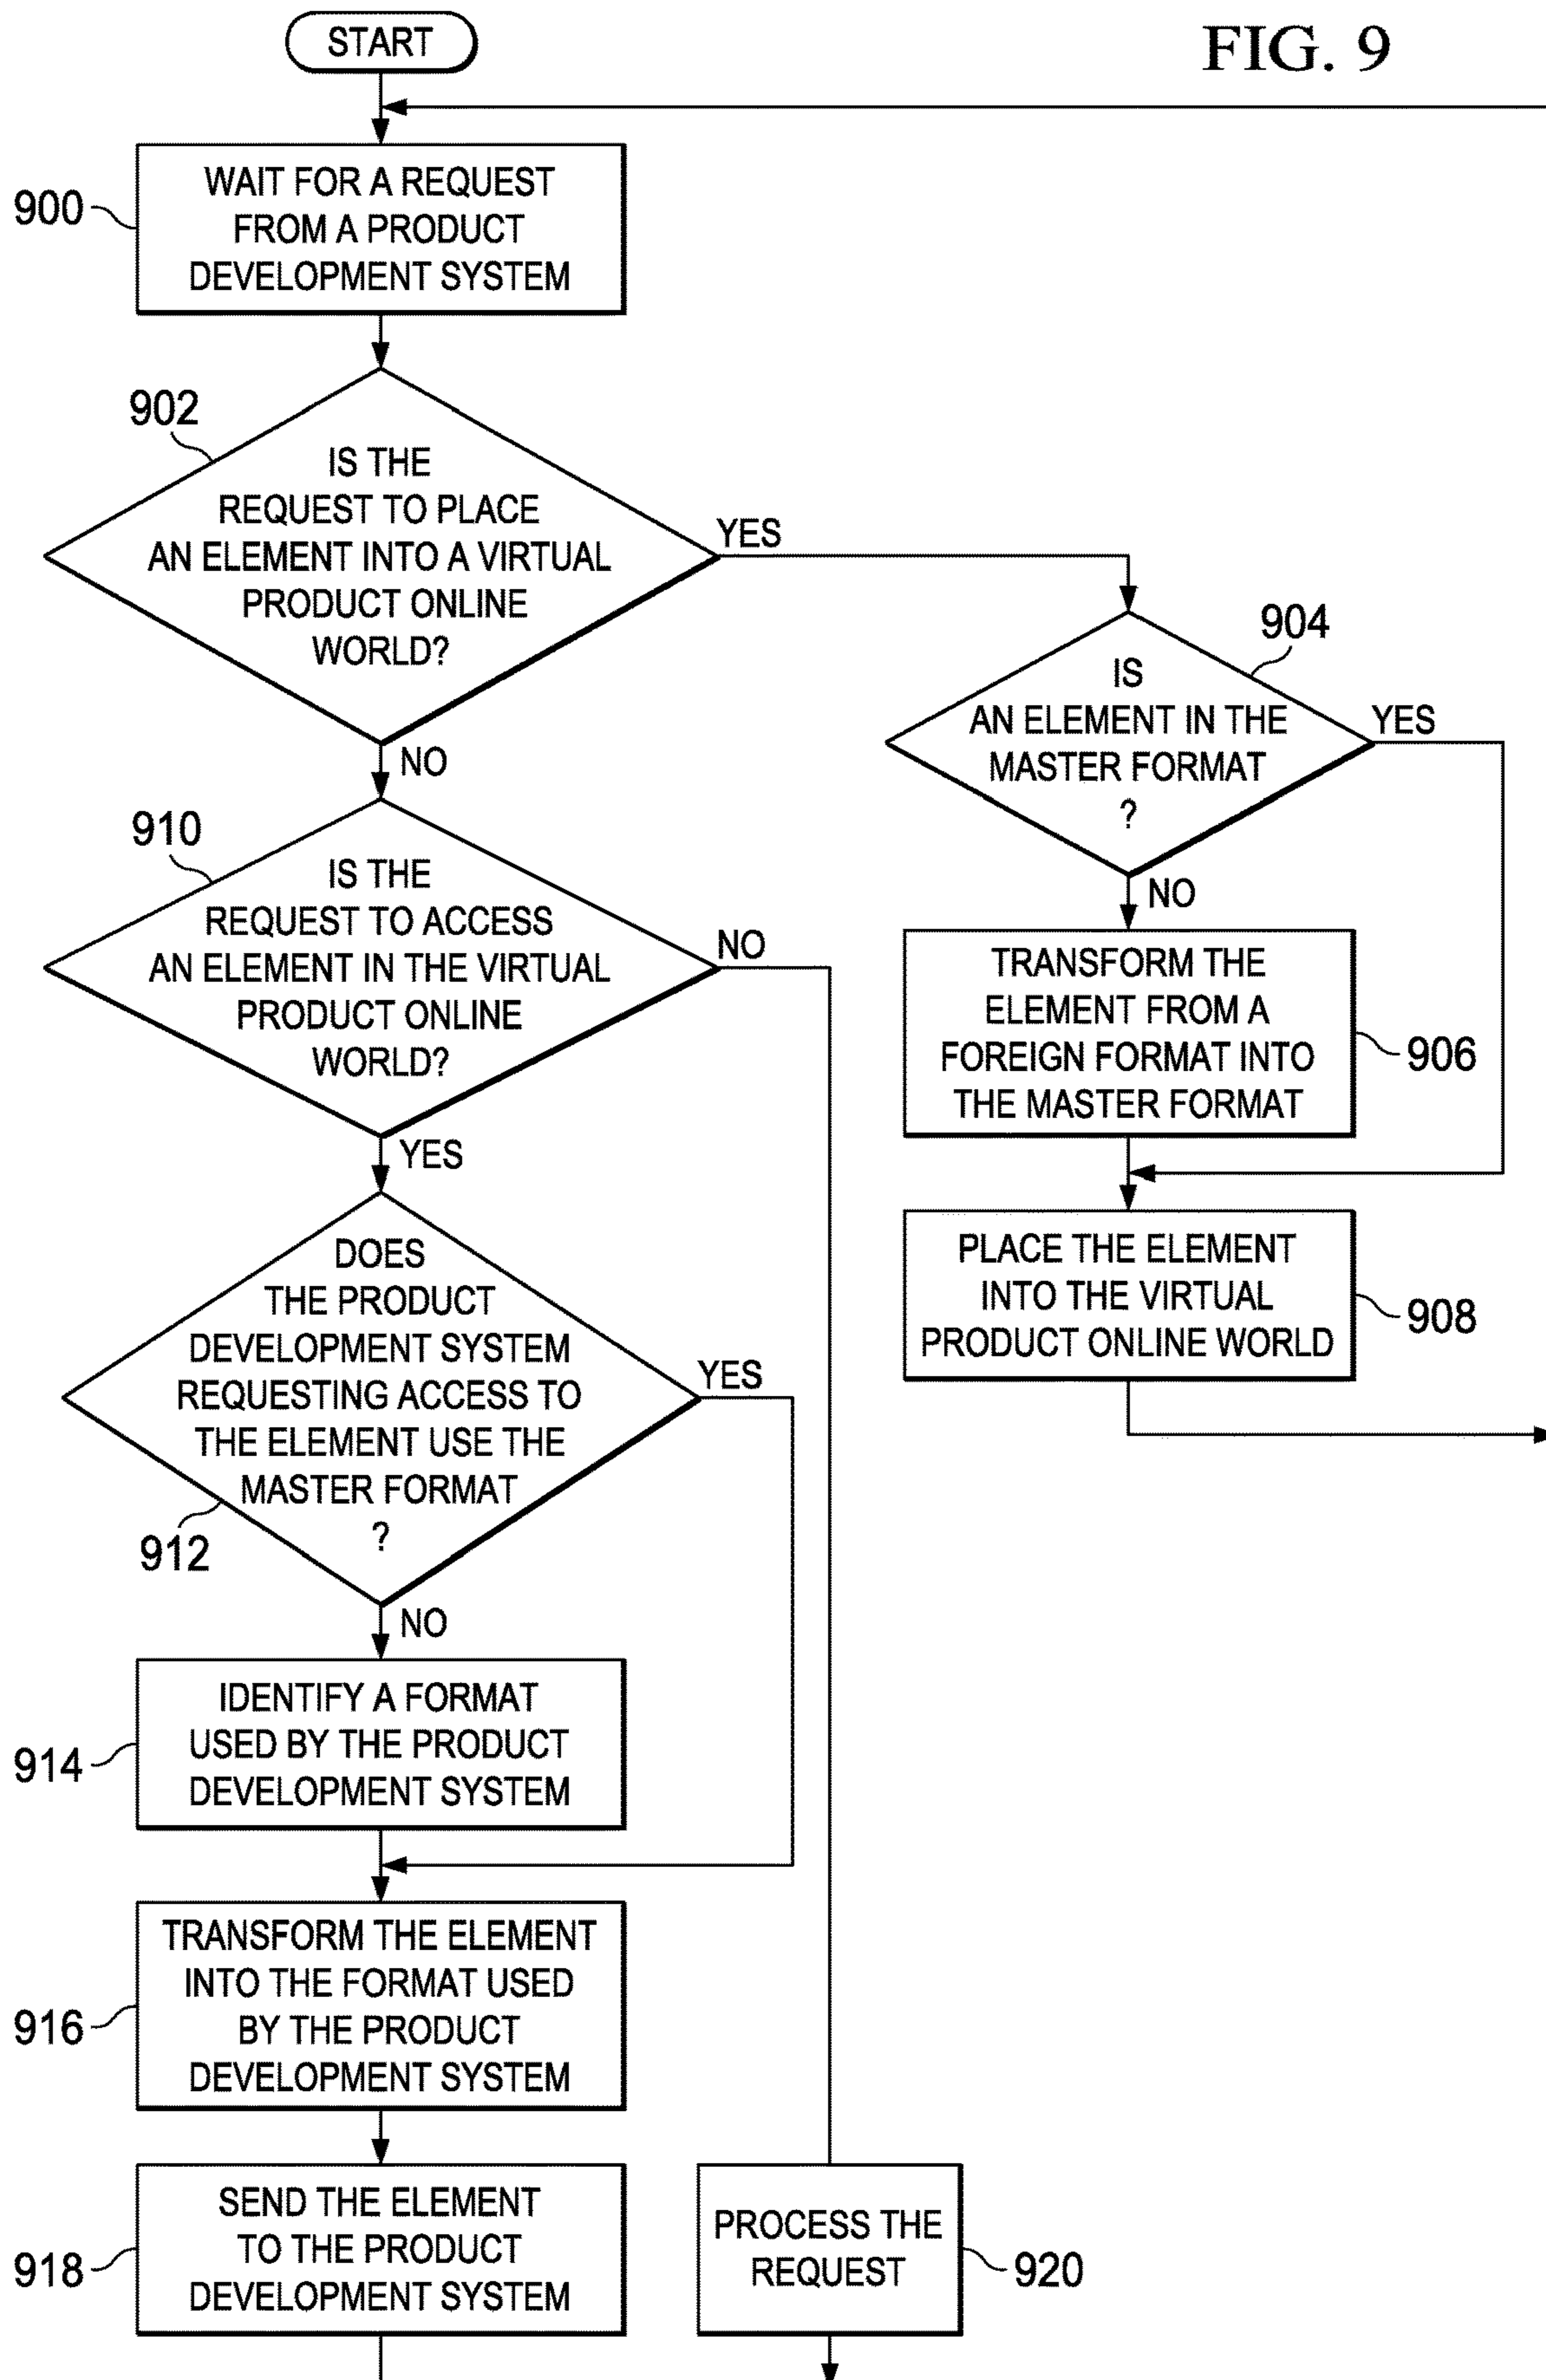 START
FIG. 9
900
WAIT FOR A REQUEST
FROM A PRODUCT
DEVELOPMENT SYSTEM
902
IS THE
REQUEST TO PLACE
AN ELEMENT INTO A VIRTUAL
PRODUCT ONLINE
WORLD?
YES
NO
904
IS
AN ELEMENT IN THE
MASTER FORMAT
?
YES
NO
906
TRANSFORM THE
ELEMENT FROM A
FOREIGN FORMAT INTO
THE MASTER FORMAT
908
PLACE THE ELEMENT
INTO THE VIRTUAL
PRODUCT ONLINE WORLD
910
IS THE
REQUEST TO ACCESS
AN ELEMENT IN THE VIRTUAL
PRODUCT ONLINE
WORLD?
NO
YES
DOES
THE PRODUCT
DEVELOPMENT SYSTEM
REQUESTING ACCESS TO
THE ELEMENT USE THE
MASTER FORMAT
?
912
YES
NO
914
IDENTIFY A FORMAT
USED BY THE PRODUCT
DEVELOPMENT SYSTEM
916
TRANSFORM THE ELEMENT
INTO THE FORMAT USED
BY THE PRODUCT
DEVELOPMENT SYSTEM
918
SEND THE ELEMENT
TO THE PRODUCT
DEVELOPMENT SYSTEM
PROCESS THE
REQUEST
920